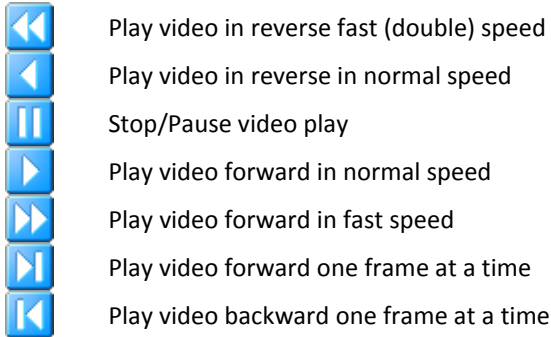 Play video in reverse fast (double) speed
Play video in reverse in normal speed
Stop/Pause video play
Play video forward in normal speed
Play video forward in fast speed
Play video forward one frame at a time
Play video backward one frame at a time